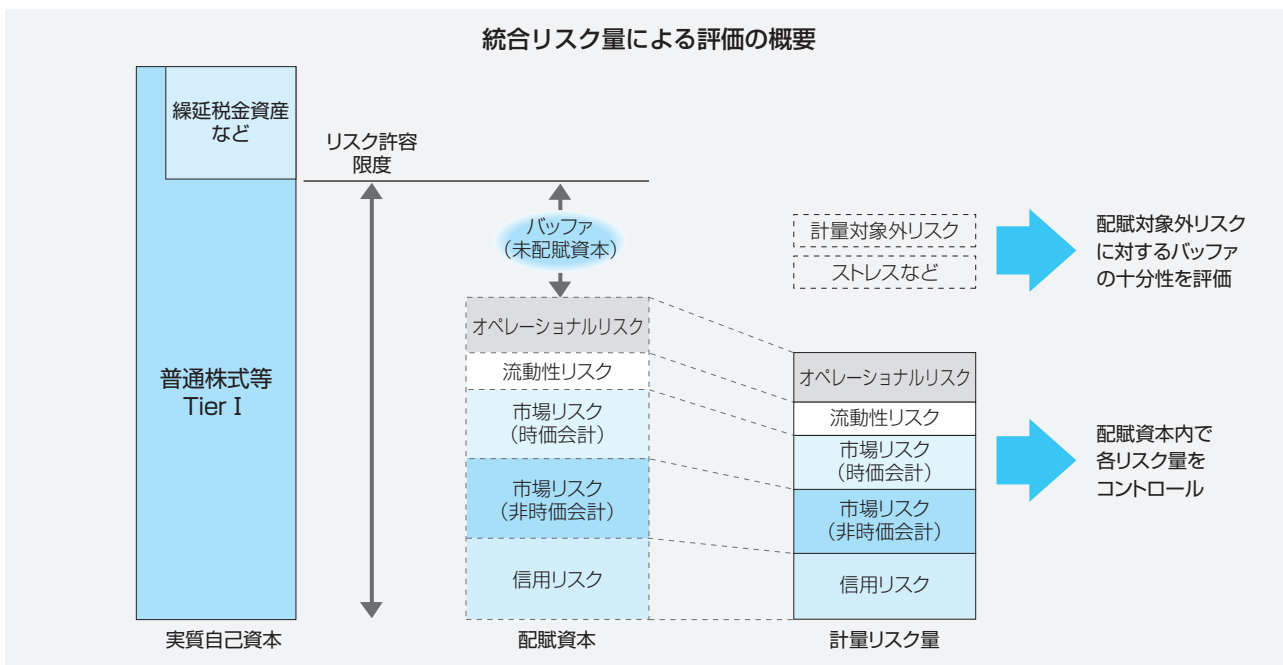 統合リスク量による評価の概要
繰延税金資産
など
普通株式等
Tier I
実質自己資本
リスク許容
限度
バッファ
（未配賦資本）
オペレーショナルリスク
流動性リスク
市場リスク
（時価会計）
市場リスク
（非時価会計）
信用リスク
配賦資本
計量対象外リスク
ストレスなど
オペレーショナルリスク
流動性リスク
市場リスク
（時価会計）
市場リスク
（非時価会計）
信用リスク
計量リスク量
配賦対象外リスク
に対するバッファ
の十分性を評価
配賦資本内で
各リスク量を
コントロール